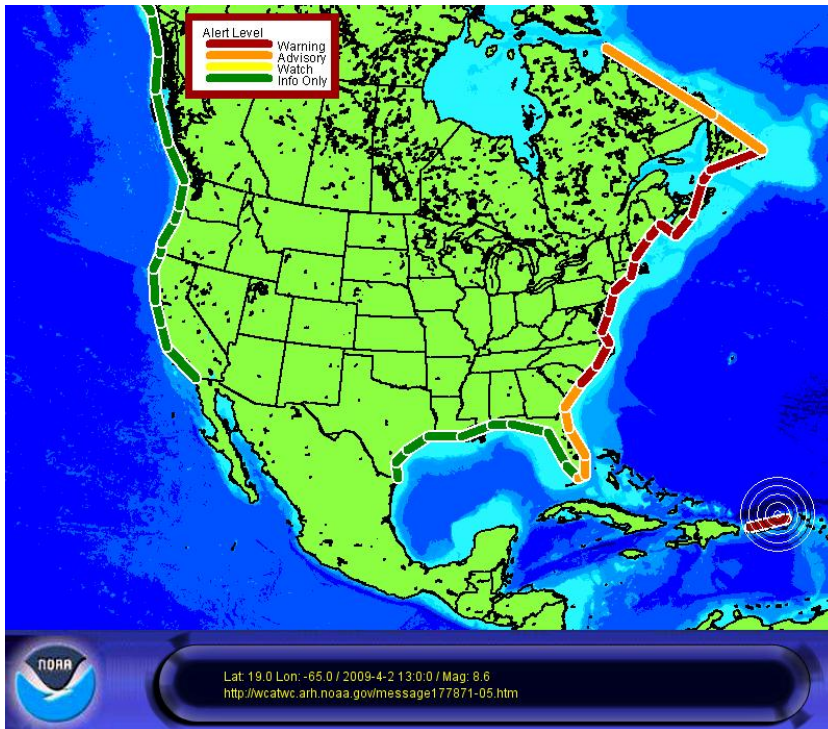 Alert Level
Warning
Advisory
Watch
Info Only
NOAA
Lat: 19.0 Lon: -65.0 / 2009-4-2 13:0:0 / Mag: 8.6
http://wcatwc.arh.noaa.gov/message177871-05.htm